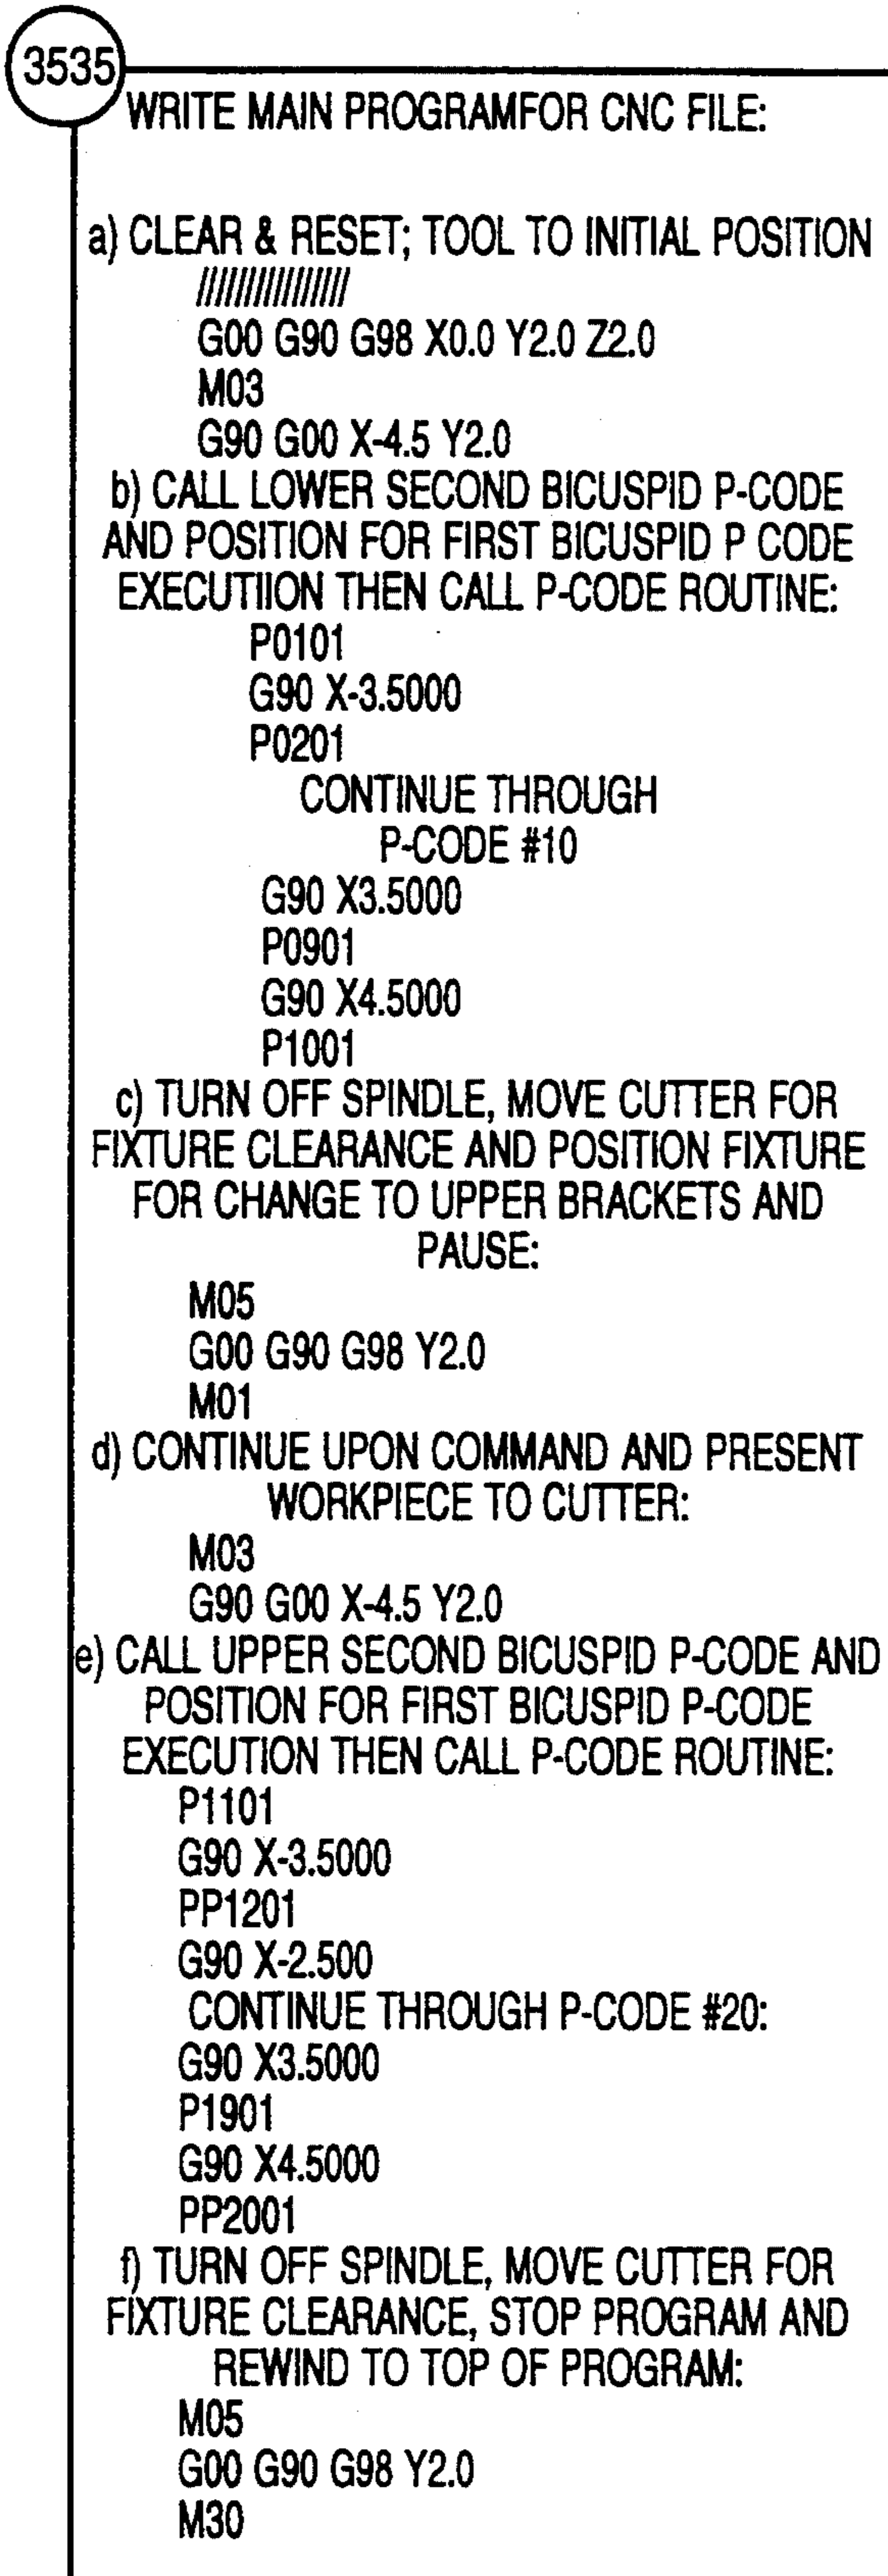 3535
WRITE MAIN PROGRAMFOR CNC FILE:
a) CLEAR & RESET; TOOL TO INITIAL POSITION
////////////////
G00 G90 G98 X0.0 Y2.0 Z2.0
M03
G90 G00 X-4.5 Y2.0
b) CALL LOWER SECOND BICUSPID P-CODE
AND POSITION FOR FIRST BICUSPID P CODE
EXECUTIION THEN CALL P-CODE ROUTINE:
P0101
G90 X-3.5000
P0201
CONTINUE THROUGH
P-CODE #10
G90 X3.5000
P0901
G90 X4.5000
P1001
c) TURN OFF SPINDLE, MOVE CUTTER FOR
FIXTURE CLEARANCE AND POSITION FIXTURE
FOR CHANGE TO UPPER BRACKETS AND
PAUSE:
M05
G00 G90 G98 Y2.0
M01
d) CONTINUE UPON COMMAND AND PRESENT
WORKPIECE TO CUTTER:
M03
G90 G00 X-4.5 Y2.0
e) CALL UPPER SECOND BICUSPID P-CODE AND
POSITION FOR FIRST BICUSPID P-CODE
EXECUTION THEN CALL P-CODE ROUTINE:
P1101
G90 X-3.5000
PP1201
G90 X-2.500
CONTINUE THROUGH P-CODE #20:
G90 X3.5000
P1901
G90 X4.5000
PP2001
f) TURN OFF SPINDLE, MOVE CUTTER FOR
FIXTURE CLEARANCE, STOP PROGRAM AND
REWIND TO TOP OF PROGRAM:
M05
G00 G90 G98 Y2.0
M30